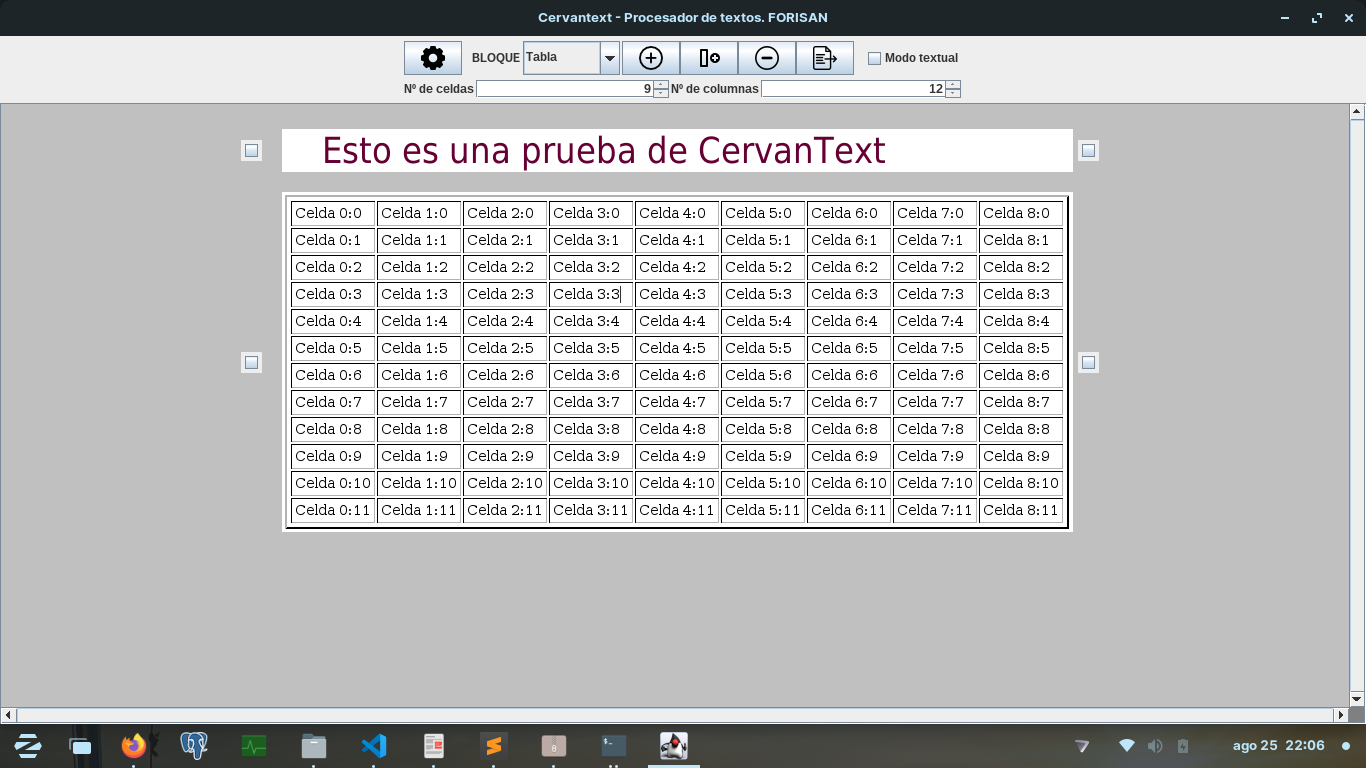 Cervantext - Procesador de textos. FORISAN
BLOQUE Tabla Modo textual
Nº de celdas 9 Nº de columnas 12
Esto es una prueba de CervanText
Celda 0:0 Celda 1:0 Celda 2:0 Celda 3:0 Celda 4:0 Celda 5:0 Celda 6:0 Celda 7:0 Celda 8:0
Celda 0:1 Celda 1:1 Celda 2:1 Celda 3:1 Celda 4:1 Celda 5:1 Celda 6:1 Celda 7:1 Celda 8:1
Celda 0:2 Celda 1:2 Celda 2:2 Celda 3:2 Celda 4:2 Celda 5:2 Celda 6:2 Celda 7:2 Celda 8:2
Celda 0:3 Celda 1:3 Celda 2:3 Celda 3:3 Celda 4:3 Celda 5:3 Celda 6:3 Celda 7:3 Celda 8:3
Celda 0:4 Celda 1:4 Celda 2:4 Celda 3:4 Celda 4:4 Celda 5:4 Celda 6:4 Celda 7:4 Celda 8:4
Celda 0:5 Celda 1:5 Celda 2:5 Celda 3:5 Celda 4:5 Celda 5:5 Celda 6:5 Celda 7:5 Celda 8:5
Celda 0:6 Celda 1:6 Celda 2:6 Celda 3:6 Celda 4:6 Celda 5:6 Celda 6:6 Celda 7:6 Celda 8:6
Celda 0:7 Celda 1:7 Celda 2:7 Celda 3:7 Celda 4:7 Celda 5:7 Celda 6:7 Celda 7:7 Celda 8:7
Celda 0:8 Celda 1:8 Celda 2:8 Celda 3:8 Celda 4:8 Celda 5:8 Celda 6:8 Celda 7:8 Celda 8:8
Celda 0:9 Celda 1:9 Celda 2:9 Celda 3:9 Celda 4:9 Celda 5:9 Celda 6:9 Celda 7:9 Celda 8:9
Celda 0:10 Celda 1:10 Celda 2:10 Celda 3:10 Celda 4:10 Celda 5:10 Celda 6:10 Celda 7:10 Celda 8:10
Celda 0:11 Celda 1:11 Celda 2:11 Celda 3:11 Celda 4:11 Celda 5:11 Celda 6:11 Celda 7:11 Celda 8:11
ago 25 22:06